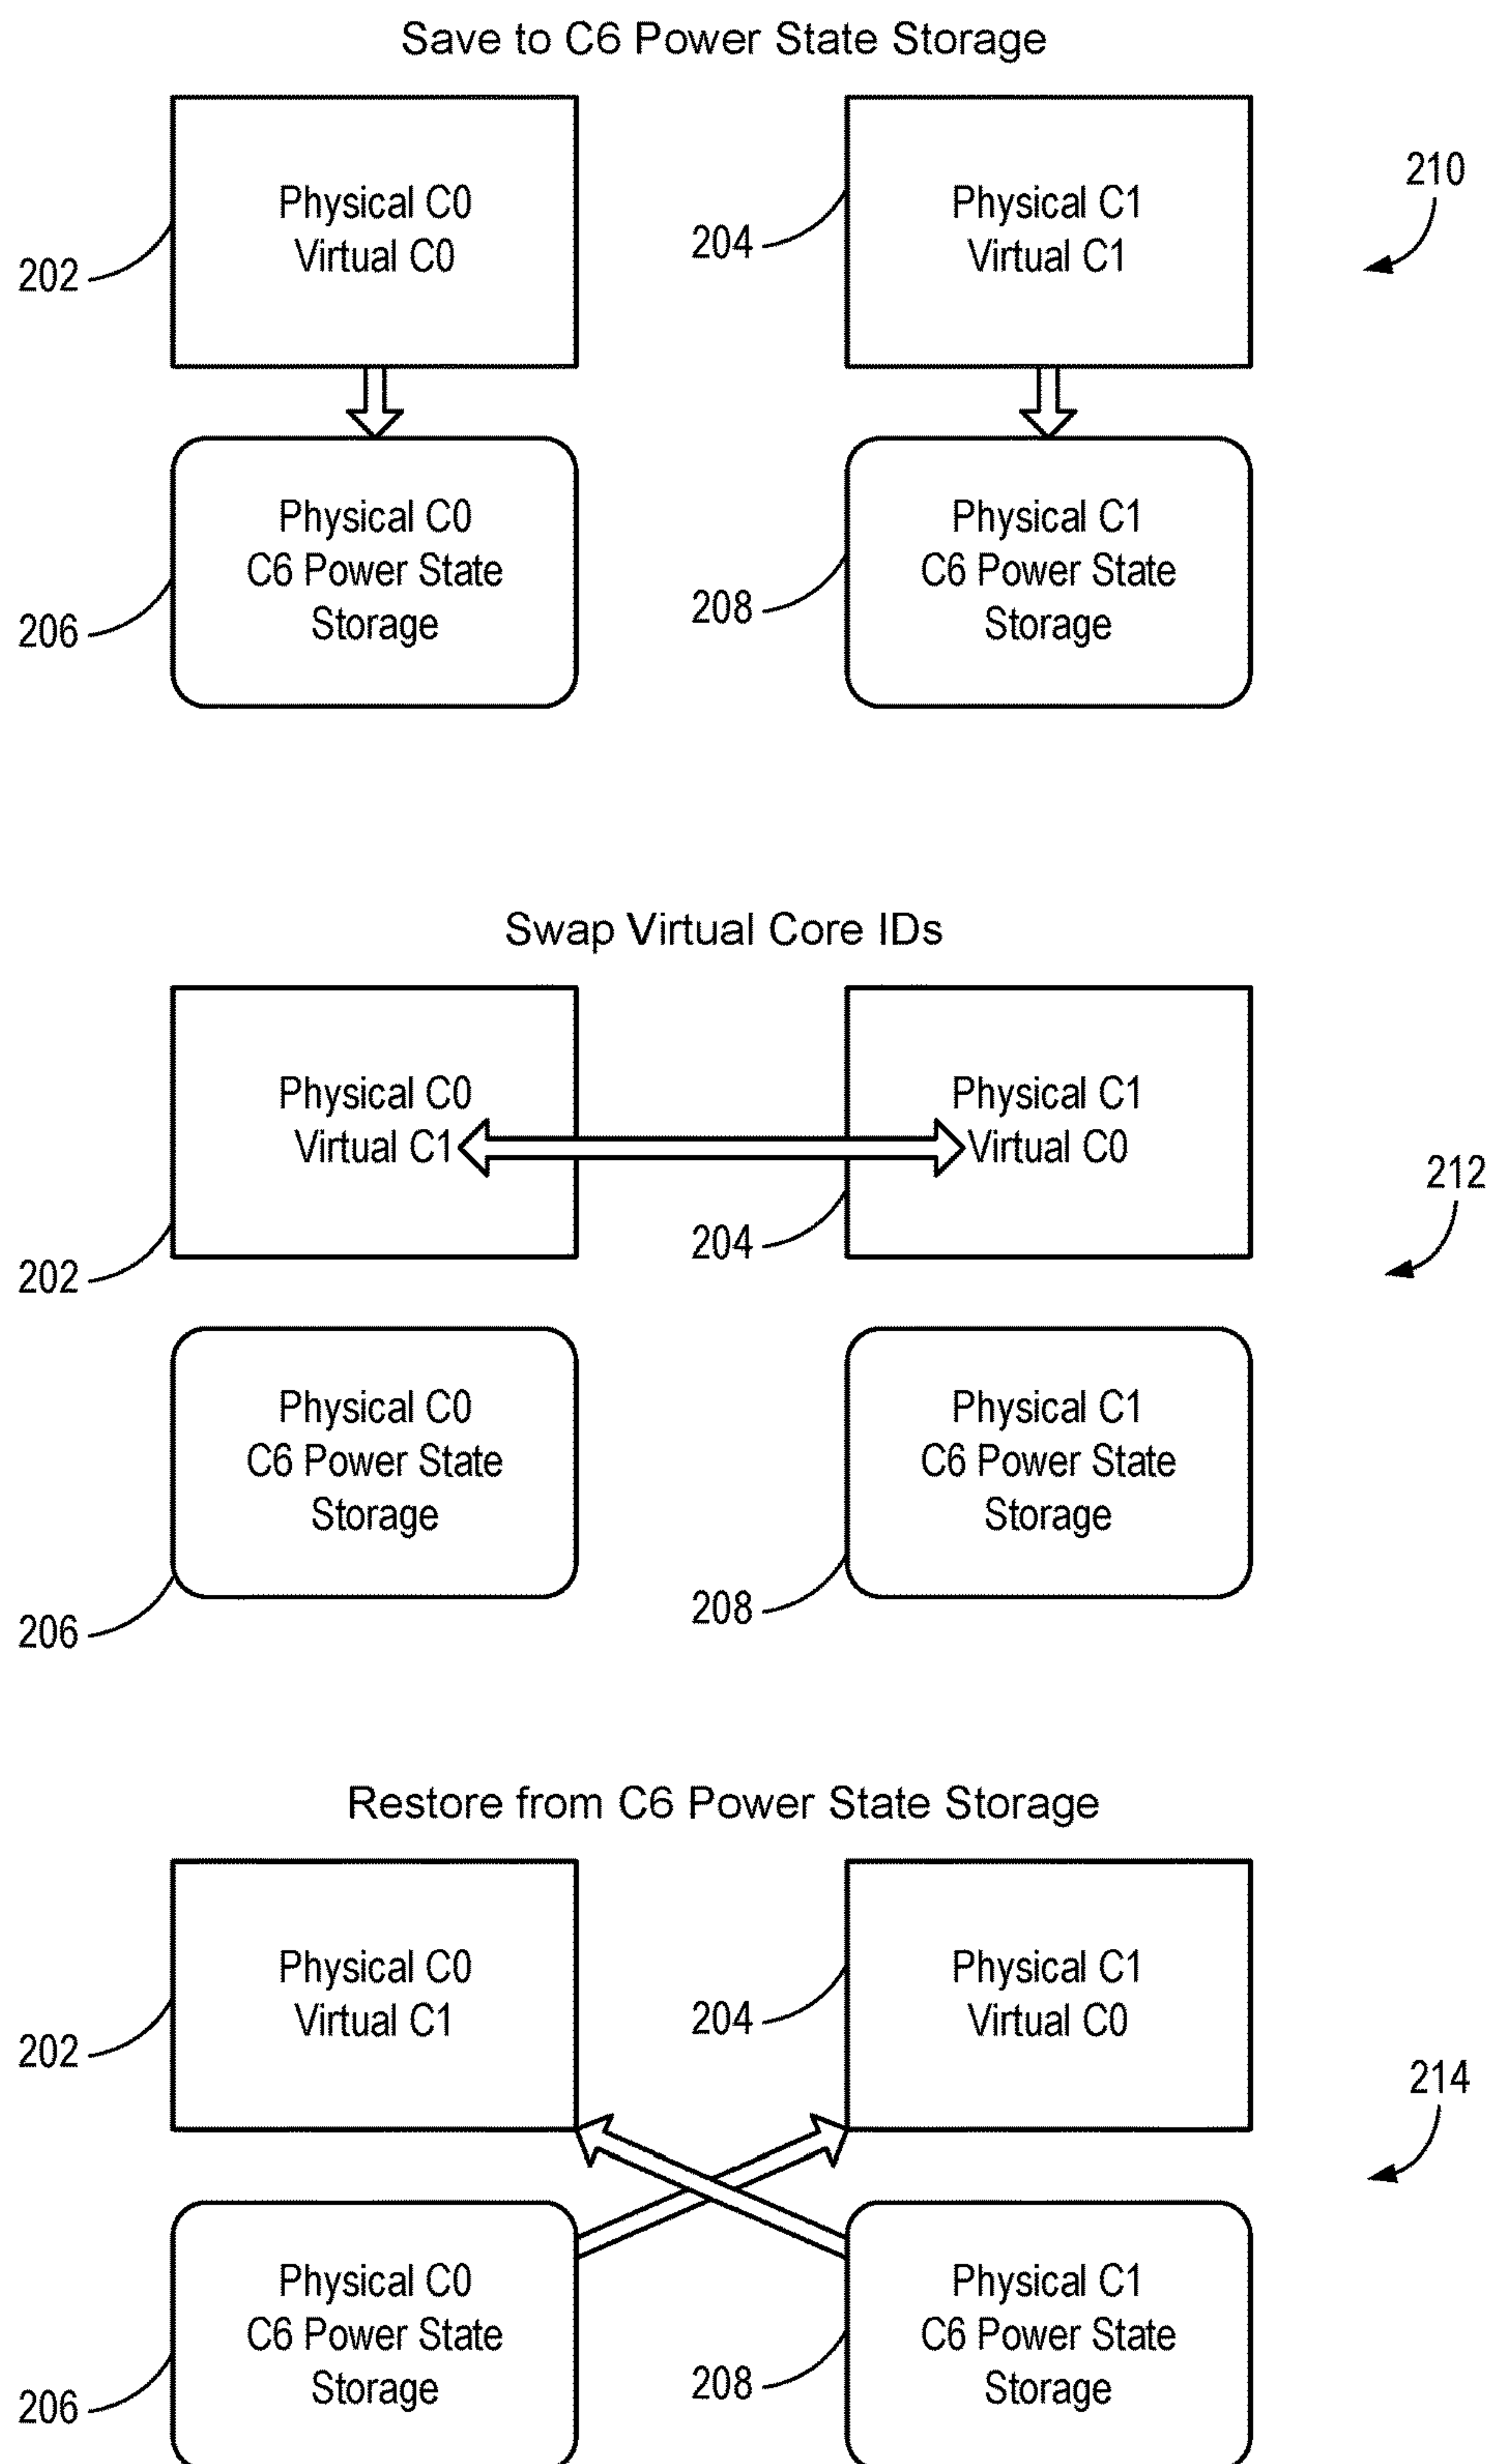 Save to C6 Power State Storage
Physical C0
Virtual C0
202
Physical C1
Virtual C1
204
210
Physical C0
C6 Power State
Storage
206
Physical C1
C6 Power State
Storage
208
Swap Virtual Core IDs
Physical C0
Virtual C1
202
Physical C1
Virtual C0
204
212
Physical C0
C6 Power State
Storage
206
Physical C1
C6 Power State
Storage
208
Restore from C6 Power State Storage
Physical C0
Virtual C1
202
Physical C1
Virtual C0
204
214
Physical C0
C6 Power State
Storage
206
Physical C1
C6 Power State
Storage
208